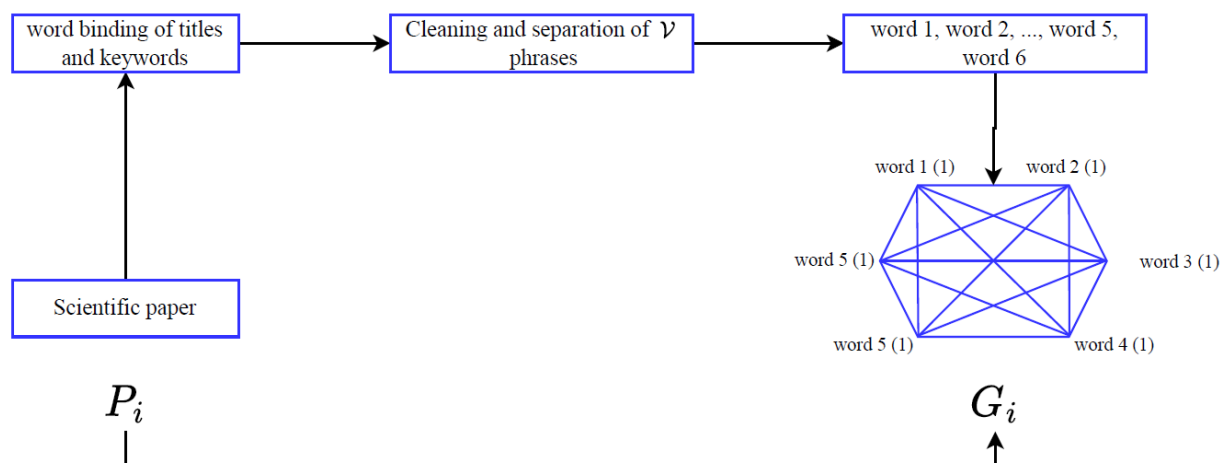 word binding of titles
and keywords
Cleaning and separation of 𝒱
phrases
word 1, word 2, ..., word 5,
word 6
word 1 (1)
word 2 (1)
word 5 (1)
word 3 (1)
Scientific paper
word 5 (1)
word 4 (1)
P_i
G_i